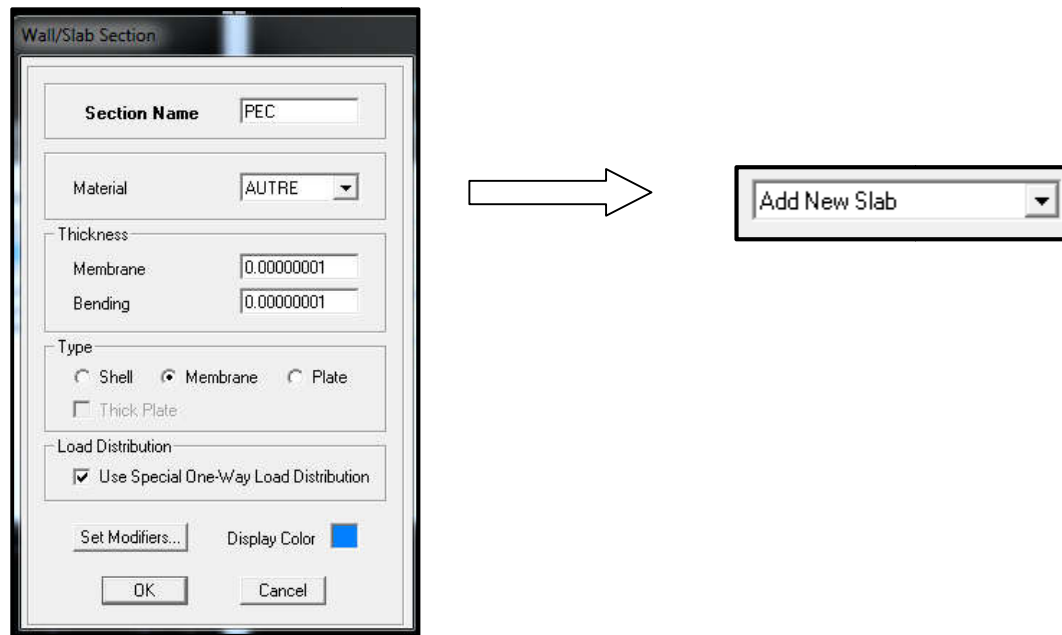 Wall/Slab Section
Section Name PEC
Material AUTRE
Thickness
Membrane 0.00000001
Bending 0.00000001
Type
Shell Membrane Plate
Thick Plate
Load Distribution
Use Special One-Way Load Distribution
Set Modifiers... Display Color
OK Cancel
Add New Slab